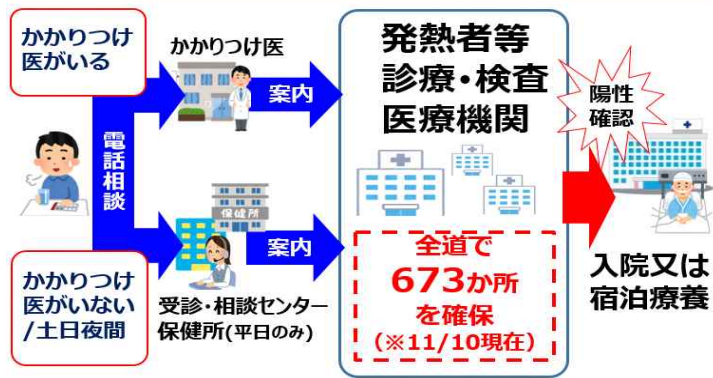 かかりつけ
医がいる
電話相談
かかりつけ
医がいない
/土日夜間
かかりつけ医
案内
保健所
受診・相談センター
保健所(平日のみ)
案内
発熱者等
診療・検査
医療機関
全道で
673か所
を確保
(※11/10現在)
陽性
確認
入院又は
宿泊療養